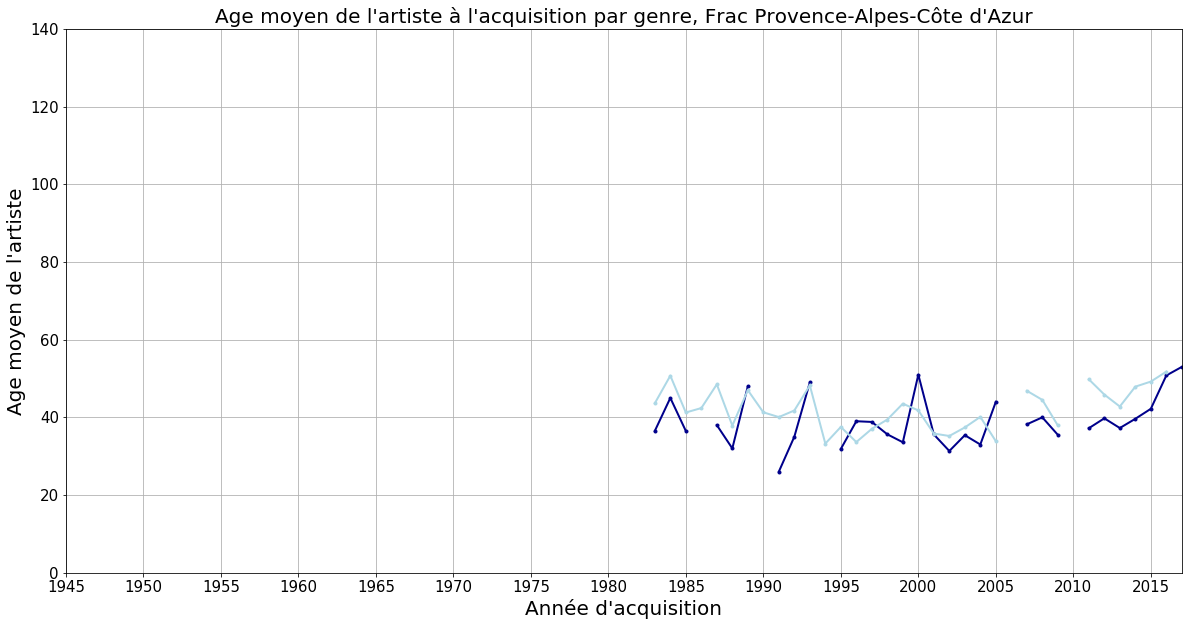 Age moyen de l'artiste à l'acquisition par genre, Frac Provence-Alpes-Côte d'Azur
Age moyen de l'artiste
140
120
100
80
60
40
20
0
1945 1950 1955 1960 1965 1970 1975 1980 1985 1990 1995 2000 2005 2010 2015
Année d'acquisition